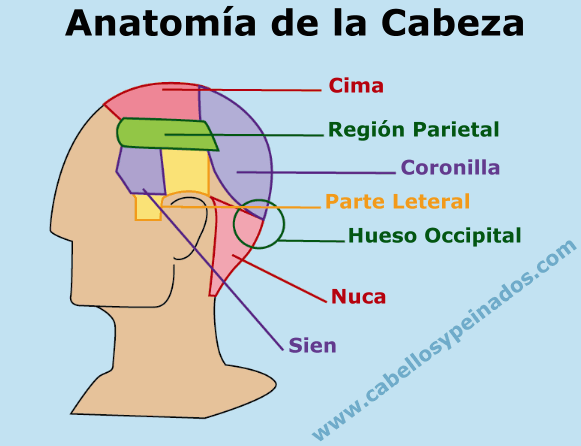 Anatomía de la Cabeza
Cima
Región Parietal
Coronilla
Parte Leteral
Hueso Occipital
Nuca
Sien
www.cabellosypeinados.com